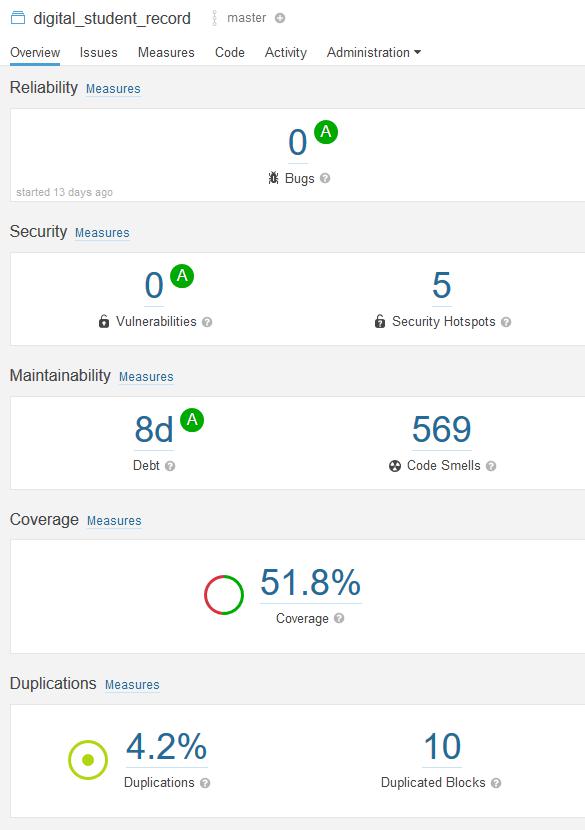 digital_student_record master
Overview Issues Measures Code Activity Administration
Reliability Measures
0 A
Bugs ?
started 13 days ago
Security Measures
0 A 5
Vulnerabilities ? Security Hotspots ?
Maintainability Measures
8d A 569
Debt ? Code Smells ?
Coverage Measures
51.8%
Coverage ?
Duplications Measures
4.2% 10
Duplications ? Duplicated Blocks ?